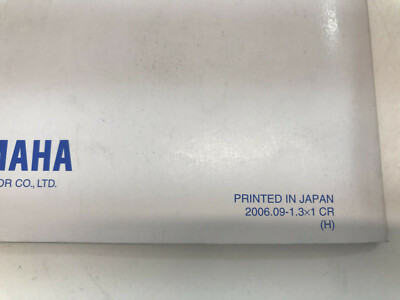 MAHA
OR CO., LTD.
PRINTED IN JAPAN
2006.09-1.3×1 CR
(H)